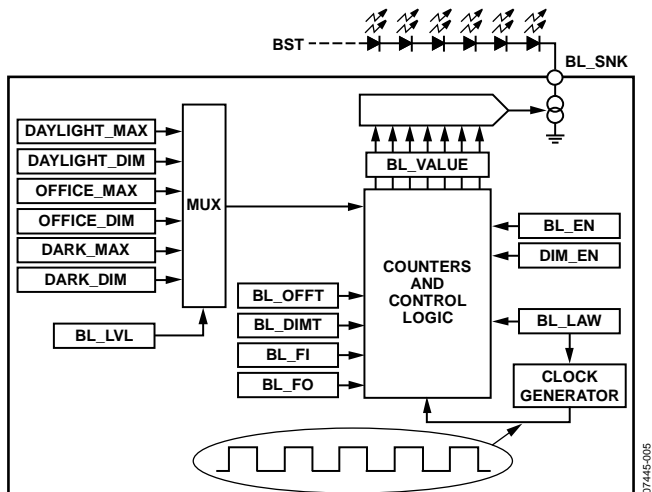 BST
BL_SNK
DAYLIGHT_MAX
DAYLIGHT_DIM
OFFICE_MAX
OFFICE_DIM
DARK_MAX
DARK_DIM
MUX
BL_LVL
BL_VALUE
COUNTERS
AND
CONTROL
LOGIC
BL_OFFT
BL_DIMT
BL_FI
BL_FO
BL_EN
DIM_EN
BL_LAW
CLOCK
GENERATOR
07445-005